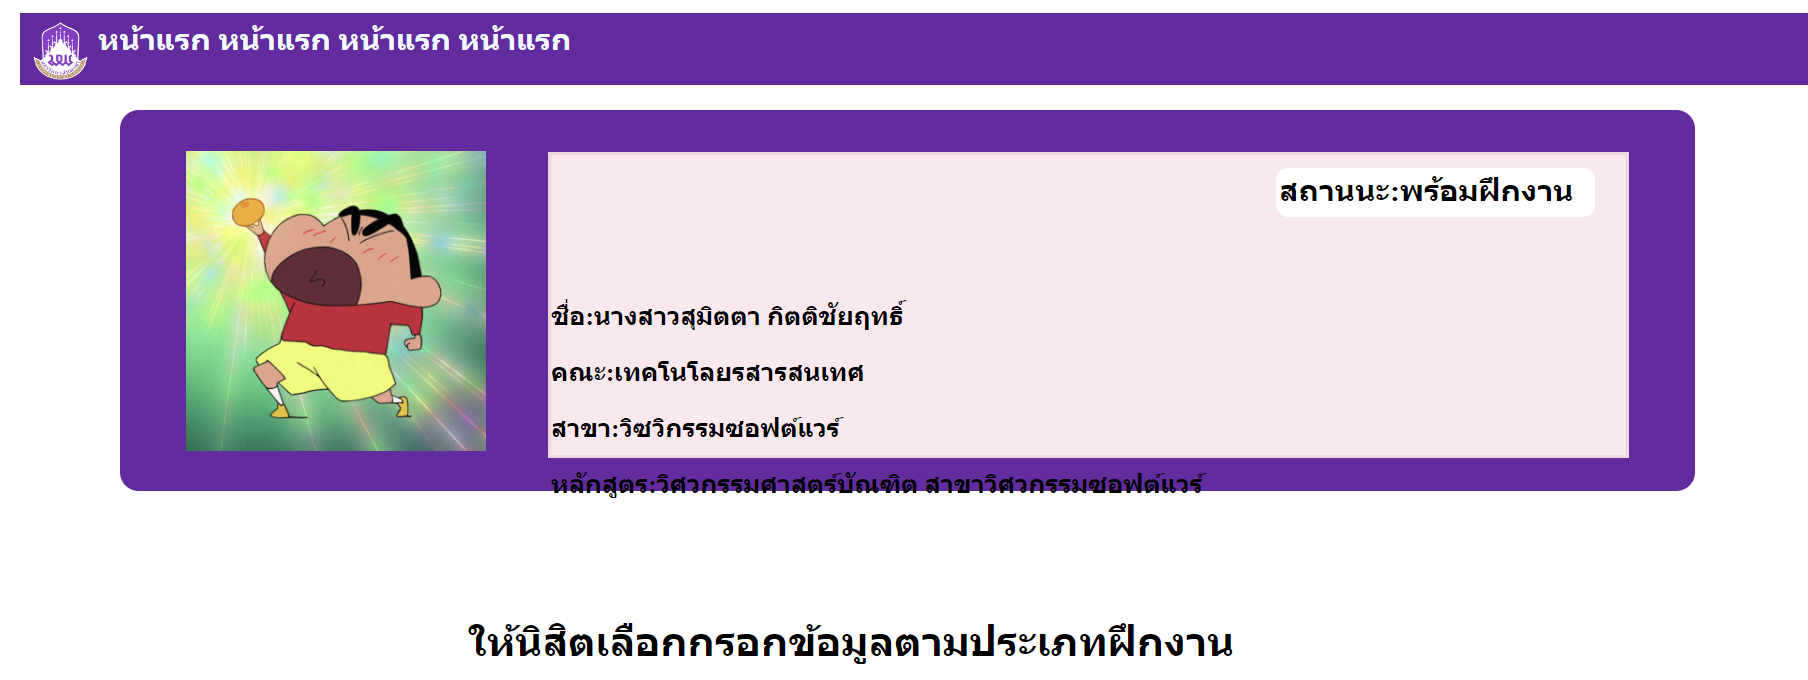 หน้าแรก หน้าแรก หน้าแรก หน้าแรก
สถานนะ:พร้อมฝึกงาน
ชื่อ:นางสาวสุมิตตา กิตติชัยฤทธิ์
คณะ:เทคโนโลยรสารสนเทศ
สาขา:วิซวิกรรมซอฟต์แวร์
หลักสูตร:วิศวกรรมศาสตร์บัณฑิต สาขาวิศวกรรมซอฟต์แวร์
ให้นิสิตเลือกกรอกข้อมูลตามประเภทฝึกงาน